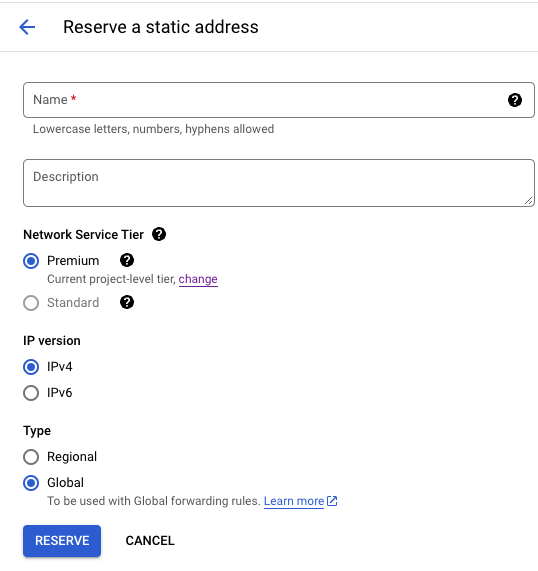 Reserve a static address
Name *
Lowercase letters, numbers, hyphens allowed
Description
Network Service Tier
Premium
Current project-level tier, change
Standard
IP version
IPv4
IPv6
Type
Regional
Global
To be used with Global forwarding rules. Learn more
RESERVE CANCEL